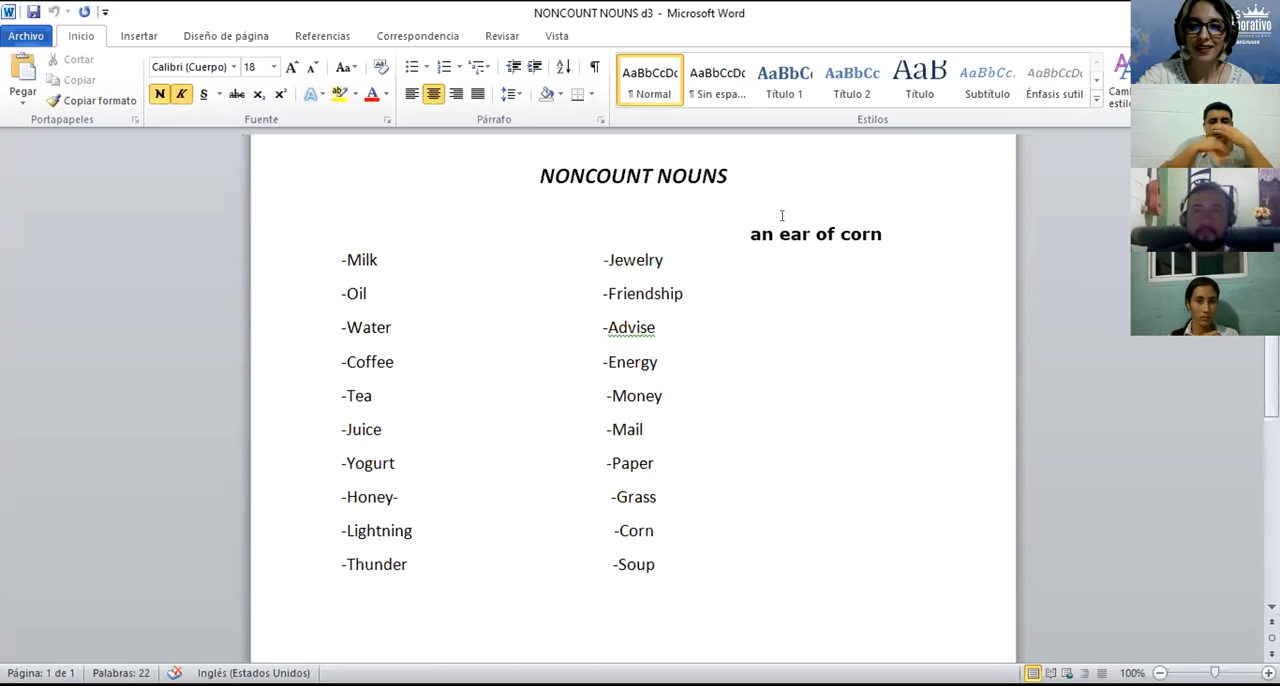 NONCOUNT NOUNS d3 - Microsoft Word
Archivo Inicio Insertar Diseño de página Referencias Correspondencia Revisar Vista
Pegar
Cortar
Copiar
Copiar formato
Portapapeles
Calibri (Cuerpo) 18
Fuente
Párrafo
AaBbCcDc AaBbCcDc AaBbC AaBbCc AaB AaBbCc. AaBbCcDc
¶ Normal ¶ Sin espa... Título 1 Título 2 Título Subtítulo Énfasis sutil
Estilos
BEGINNER
NONCOUNT NOUNS
an ear of corn
-Milk -Jewelry
-Oil -Friendship
-Water -Advise
-Coffee -Energy
-Tea -Money
-Juice -Mail
-Yogurt -Paper
-Honey- -Grass
-Lightning -Corn
-Thunder -Soup
Página: 1 de 1 Palabras: 22 Inglés (Estados Unidos) 100%